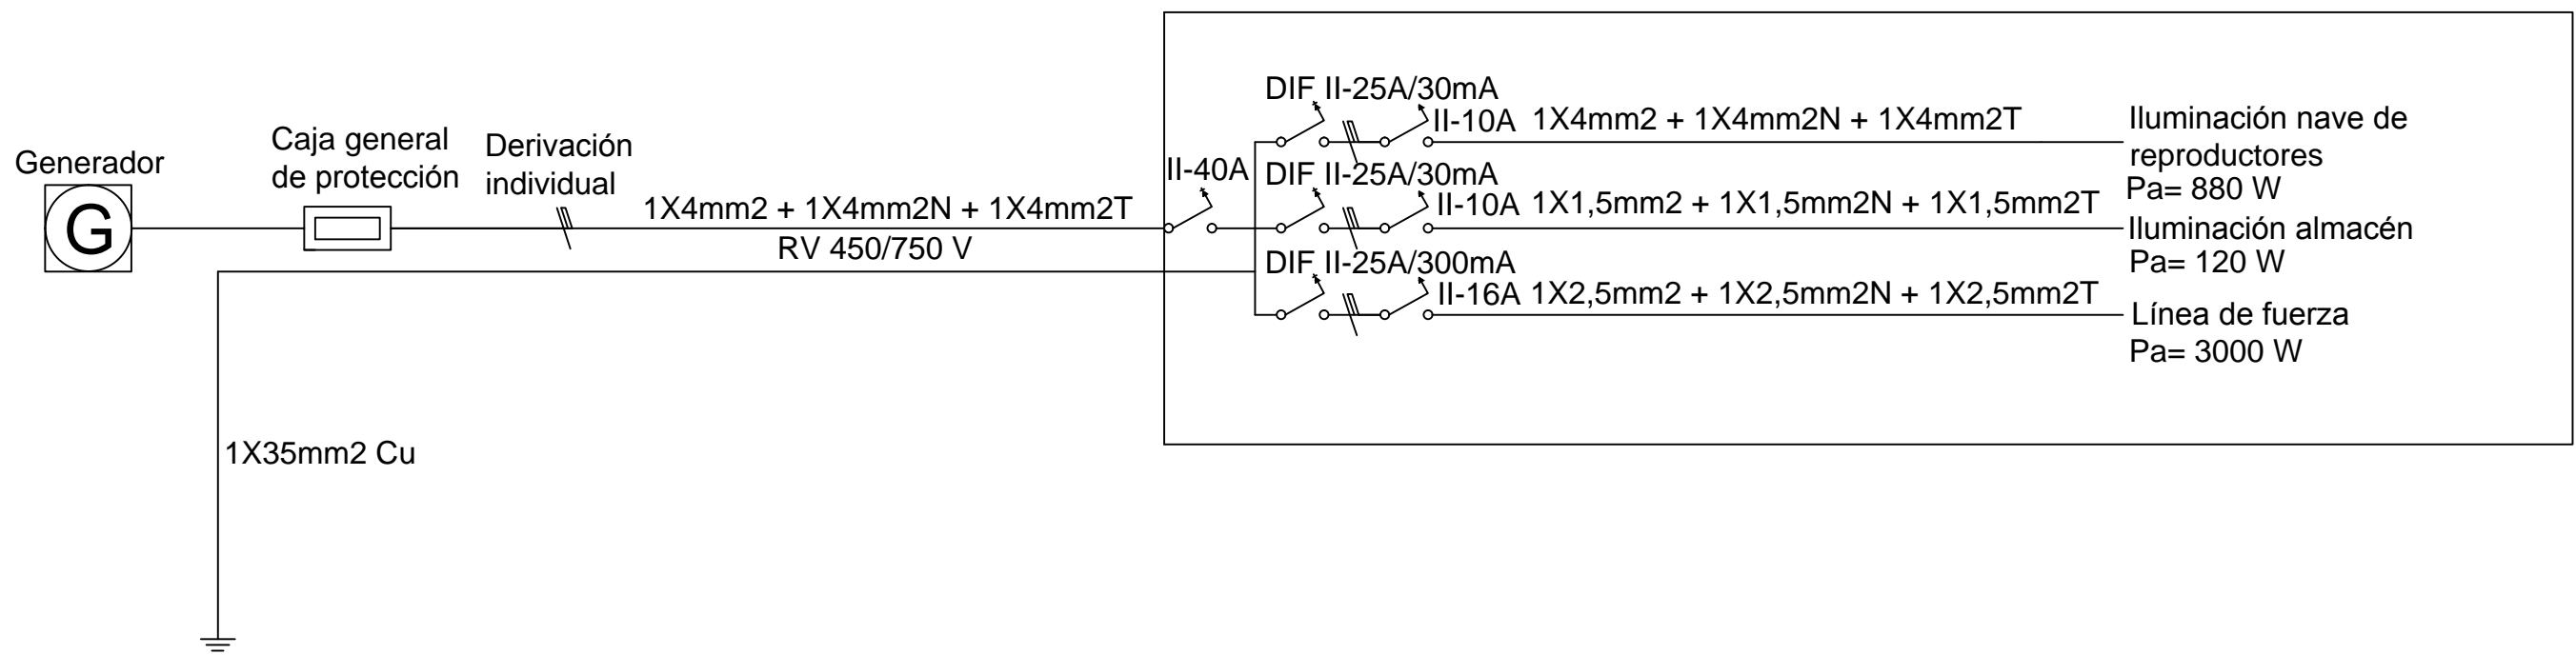 Generador
G
Caja general
de protección
Derivación
individual
1X4mm2 + 1X4mm2N + 1X4mm2T
RV 450/750 V
1X35mm2 Cu
II-40A
DIF II-25A/30mA
II-10A 1X4mm2 + 1X4mm2N + 1X4mm2T
Iluminación nave de
reproductores
Pa= 880 W
DIF II-25A/30mA
II-10A 1X1,5mm2 + 1X1,5mm2N + 1X1,5mm2T
Iluminación almacén
Pa= 120 W
DIF II-25A/300mA
II-16A 1X2,5mm2 + 1X2,5mm2N + 1X2,5mm2T
Línea de fuerza
Pa= 3000 W